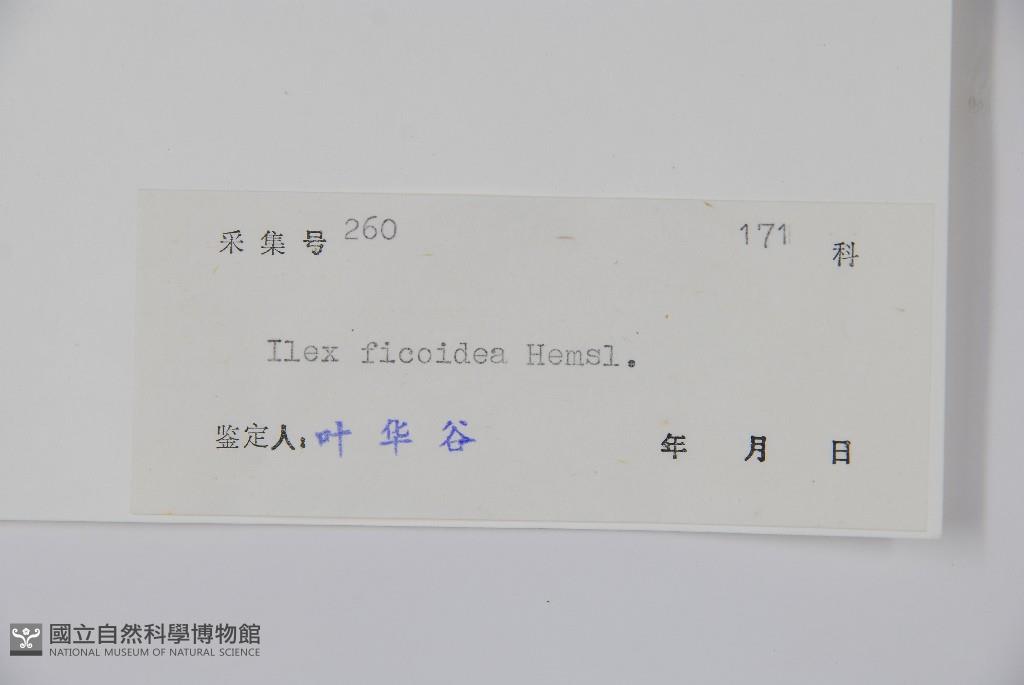 采集号 260 171 科
Ilex ficoidea Hemsl.
鉴定人: 叶华谷 年 月 日
國立自然科學博物館
NATIONAL MUSEUM OF NATURAL SCIENCE